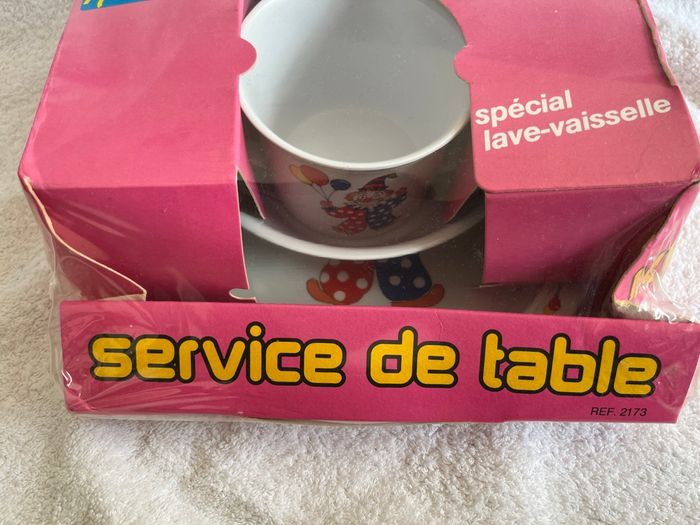 spécial
lave-vaisselle
service de table
REF. 2173